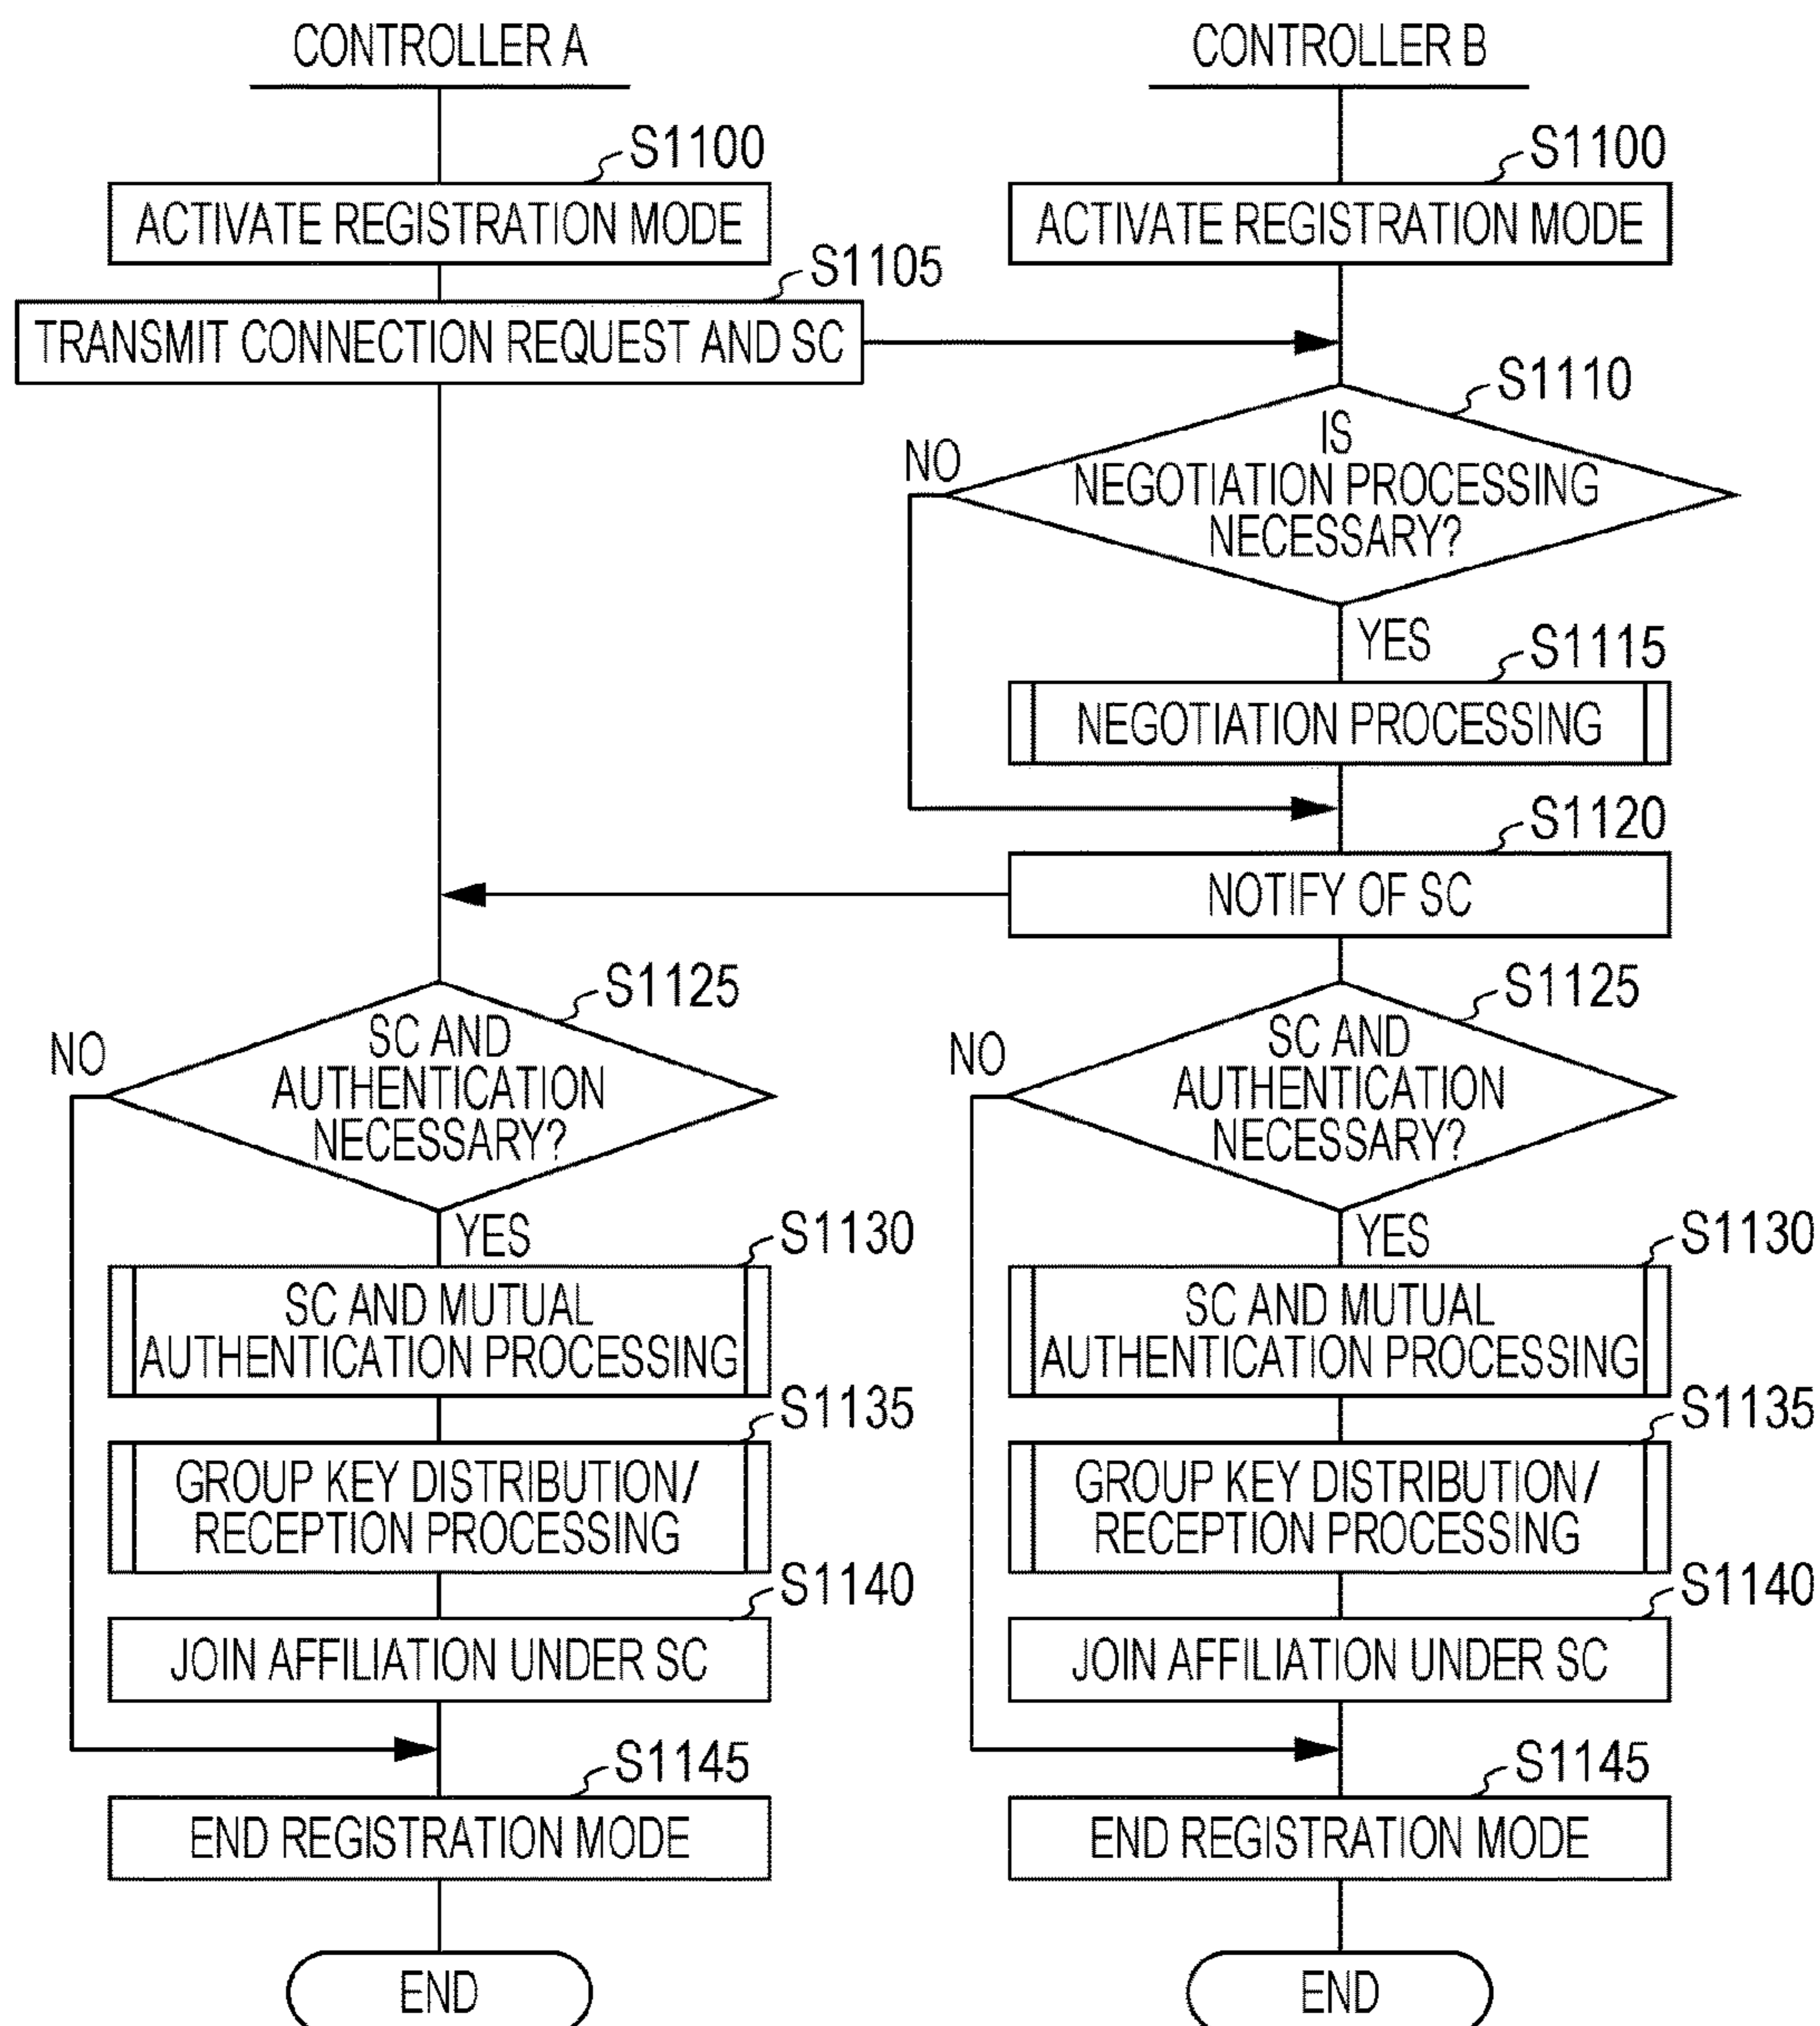 CONTROLLER A
CONTROLLER B
S1100
S1100
ACTIVATE REGISTRATION MODE
ACTIVATE REGISTRATION MODE
S1105
TRANSMIT CONNECTION REQUEST AND SC
S1110
IS
NEGOTIATION PROCESSING
NECESSARY?
NO
YES
S1115
NEGOTIATION PROCESSING
S1120
NOTIFY OF SC
S1125
SC AND
AUTHENTICATION
NECESSARY?
NO
YES
S1125
SC AND
AUTHENTICATION
NECESSARY?
NO
YES
S1130
SC AND MUTUAL
AUTHENTICATION PROCESSING
S1130
SC AND MUTUAL
AUTHENTICATION PROCESSING
S1135
GROUP KEY DISTRIBUTION/
RECEPTION PROCESSING
S1135
GROUP KEY DISTRIBUTION/
RECEPTION PROCESSING
S1140
JOIN AFFILIATION UNDER SC
S1140
JOIN AFFILIATION UNDER SC
S1145
END REGISTRATION MODE
S1145
END REGISTRATION MODE
END
END